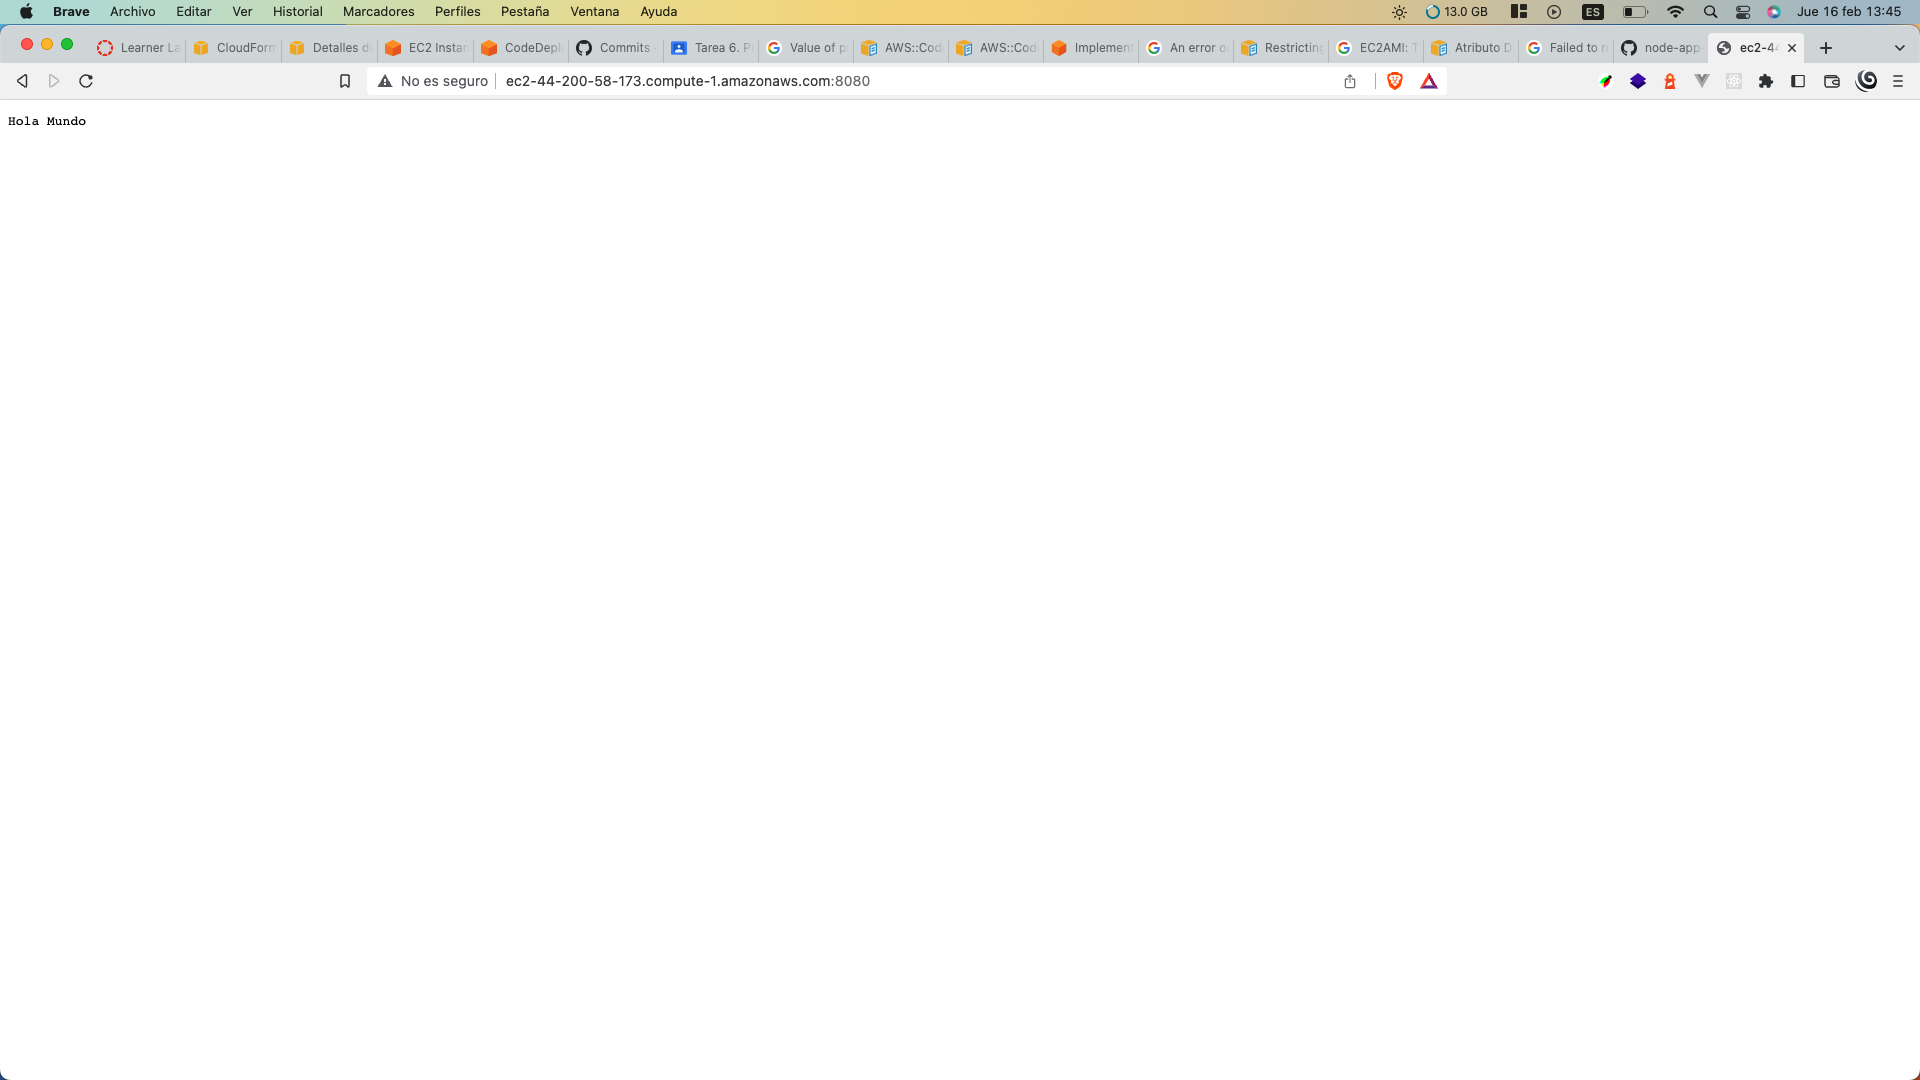 Brave Archivo Editar Ver Historial Marcadores Perfiles Pestaña Ventana Ayuda 13.0 GB ES Jue 16 feb 13:45
Learner La CloudForm Detalles de EC2 Instan CodeDepl Commits · Tarea 6. P Value of p AWS::Cod AWS::Cod Implement An error o Restricting EC2AMI: T Atributo D Failed to r node-app ec2-44
No es seguro ec2-44-200-58-173.compute-1.amazonaws.com:8080
Hola Mundo